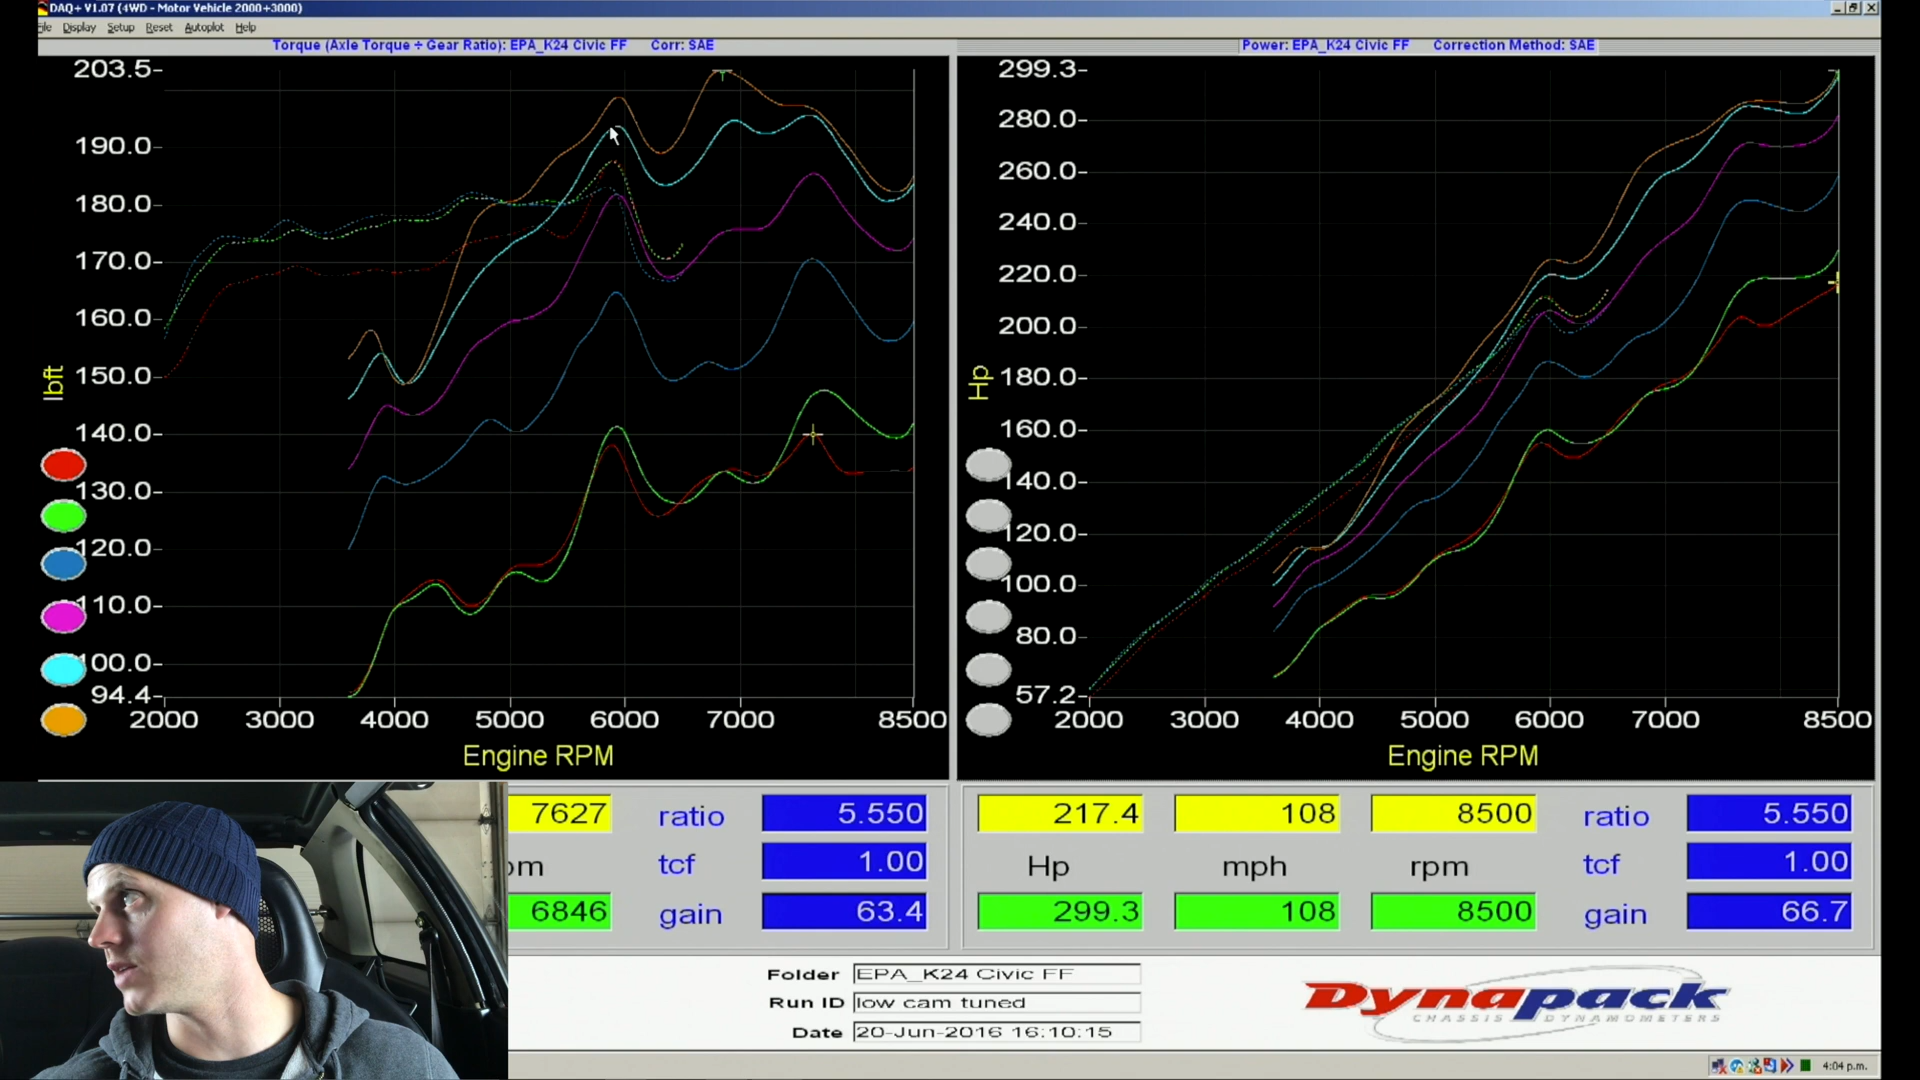 DAQ+ V1.07 (4WD - Motor Vehicle 2000+3000)
File Display Setup Reset Autoplot Help
Torque (Axle Torque ÷ Gear Ratio): EPA_K24 Civic FF Corr: SAE
203.5
190.0
180.0
170.0
160.0
150.0
140.0
130.0
120.0
110.0
100.0
94.4
lbft
2000 3000 4000 5000 6000 7000 8500
Engine RPM
Power: EPA_K24 Civic FF Correction Method: SAE
299.3
280.0
260.0
240.0
220.0
200.0
180.0
160.0
140.0
120.0
100.0
80.0
57.2
Hp
2000 3000 4000 5000 6000 7000 8500
Engine RPM
7627 ratio 5.550
tcf 1.00
6846 gain 63.4
217.4 108 8500 ratio 5.550
Hp mph rpm tcf 1.00
299.3 108 8500 gain 66.7
Folder EPA_K24 Civic FF
Run ID low cam tuned
Date 20-Jun-2016 16:10:15
Dynapack
CHASSIS DYNAMOMETERS
4:04 p.m.